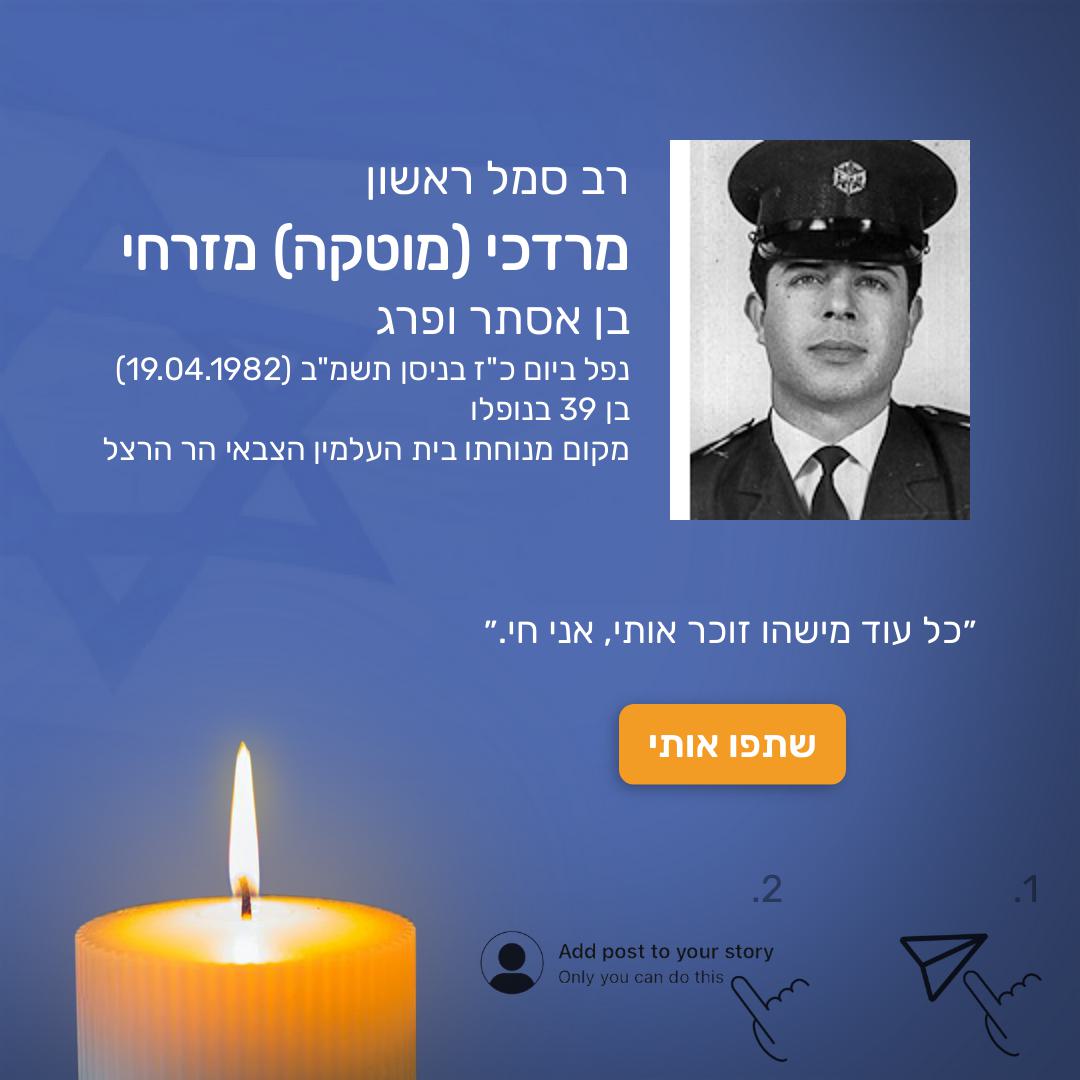 רב סמל ראשון
מרדכי (מוטקה) מזרחי
בן אסתר ופרג
נפל ביום כ"ז בניסן תשמ"ב (19.04.1982)
בן 39 בנופלו
מקום מנוחתו בית העלמין הצבאי הר הרצל
״כל עוד מישהו זוכר אותי, אני חי.״
שתפו אותי
1.
2.
Add post to your story
Only you can do this